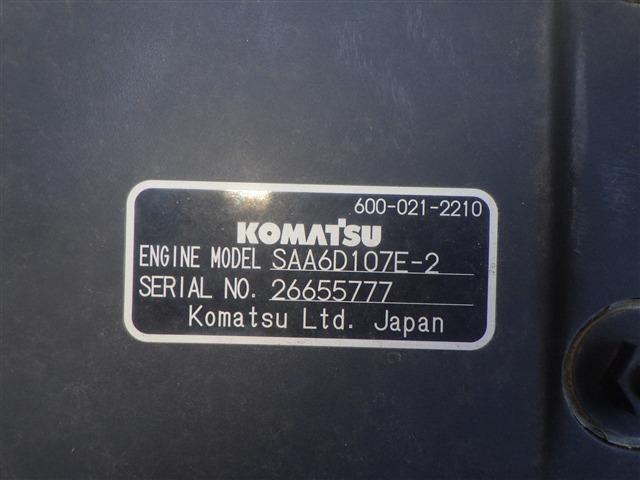 600-021-2210
KOMATSU
ENGINE MODEL SAA6D107E-2
SERIAL NO. 26655777
Komatsu Ltd. Japan